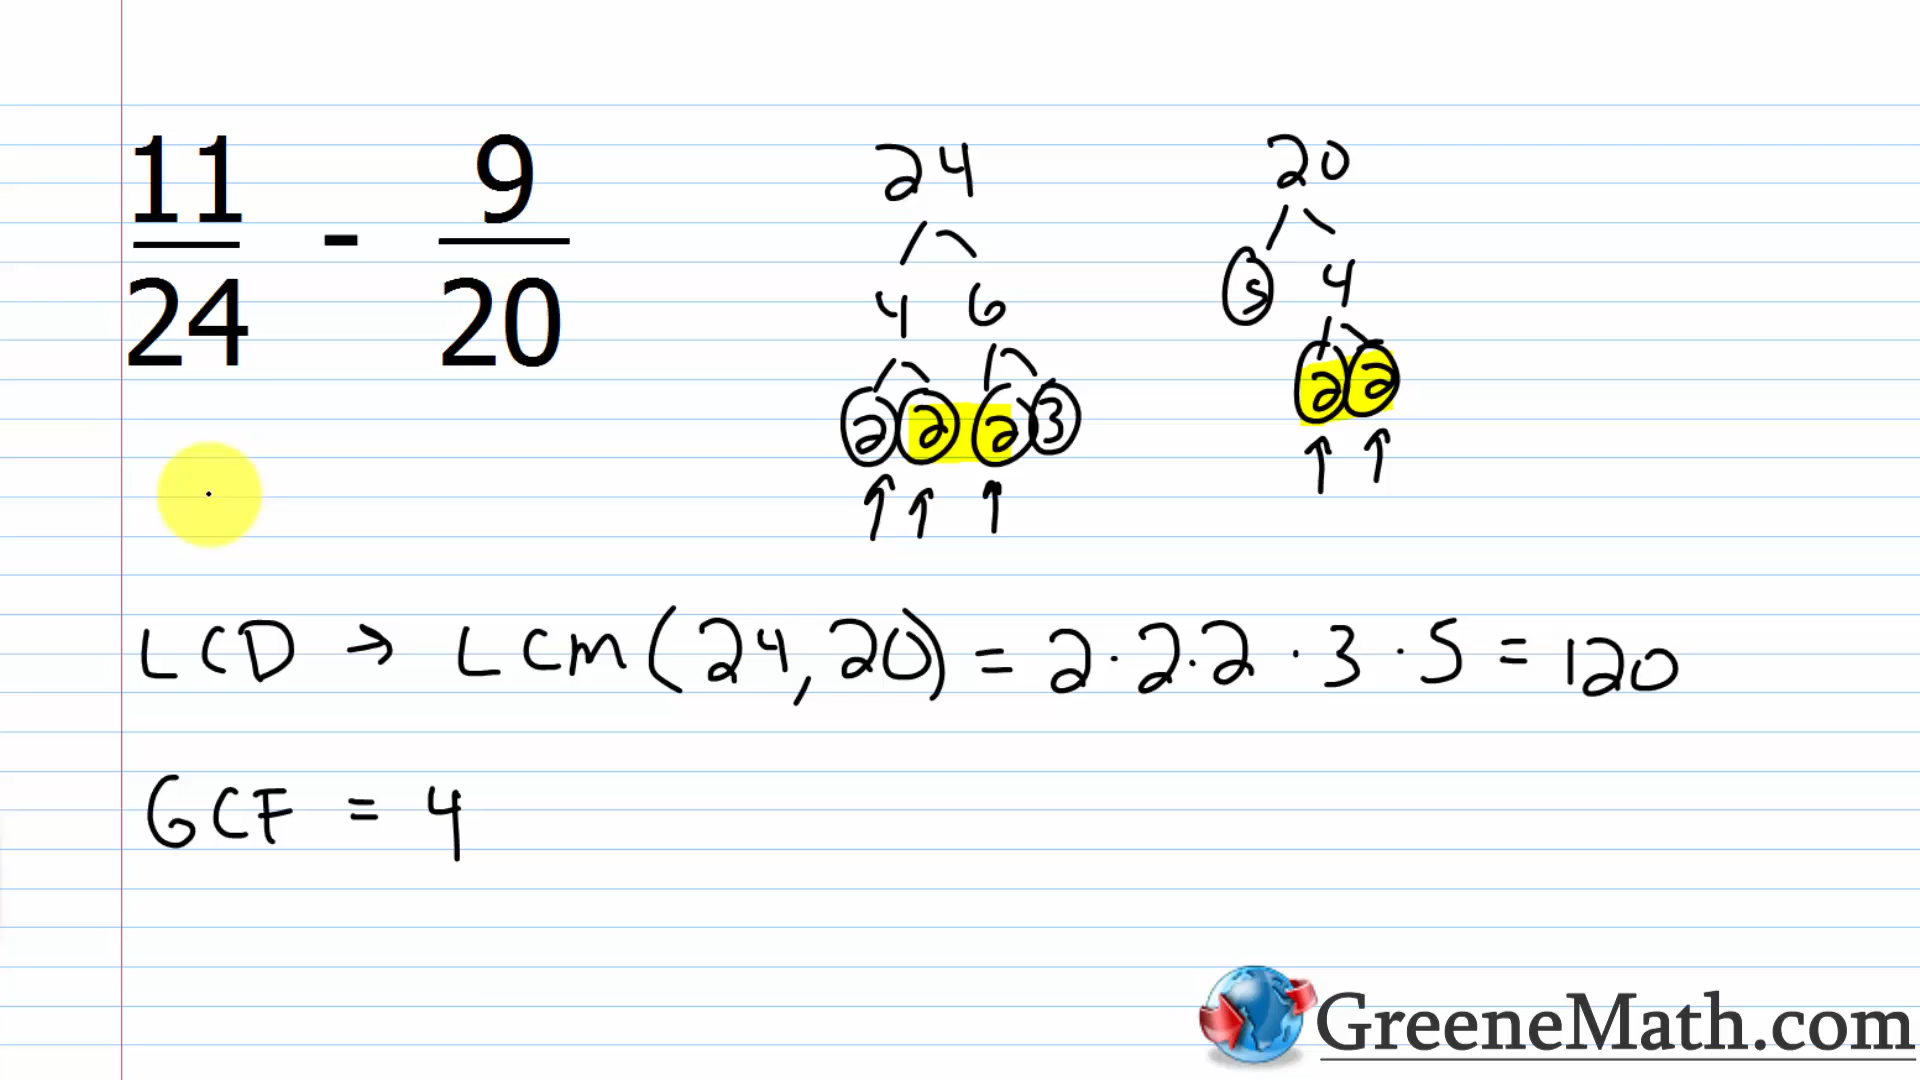 11/24 - 9/20
24
4 6
2 2 2 3
20
5 4
2 2
LCD → LCM(24, 20) = 2 · 2 · 2 · 3 · 5 = 120
GCF = 4
GreeneMath.com